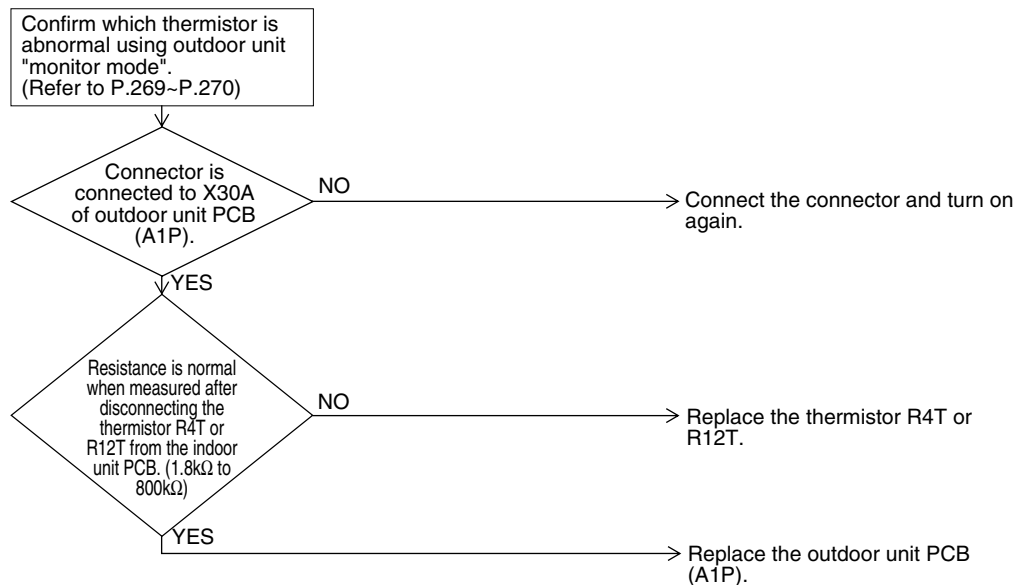 Confirm which thermistor is
abnormal using outdoor unit
"monitor mode".
(Refer to P.269~P.270)
Connector is
connected to X30A
of outdoor unit PCB
(A1P).
NO
Connect the connector and turn on
again.
YES
Resistance is normal
when measured after
disconnecting the
thermistor R4T or
R12T from the indoor
unit PCB. (1.8kΩ to
800kΩ)
NO
Replace the thermistor R4T or
R12T.
YES
Replace the outdoor unit PCB
(A1P).